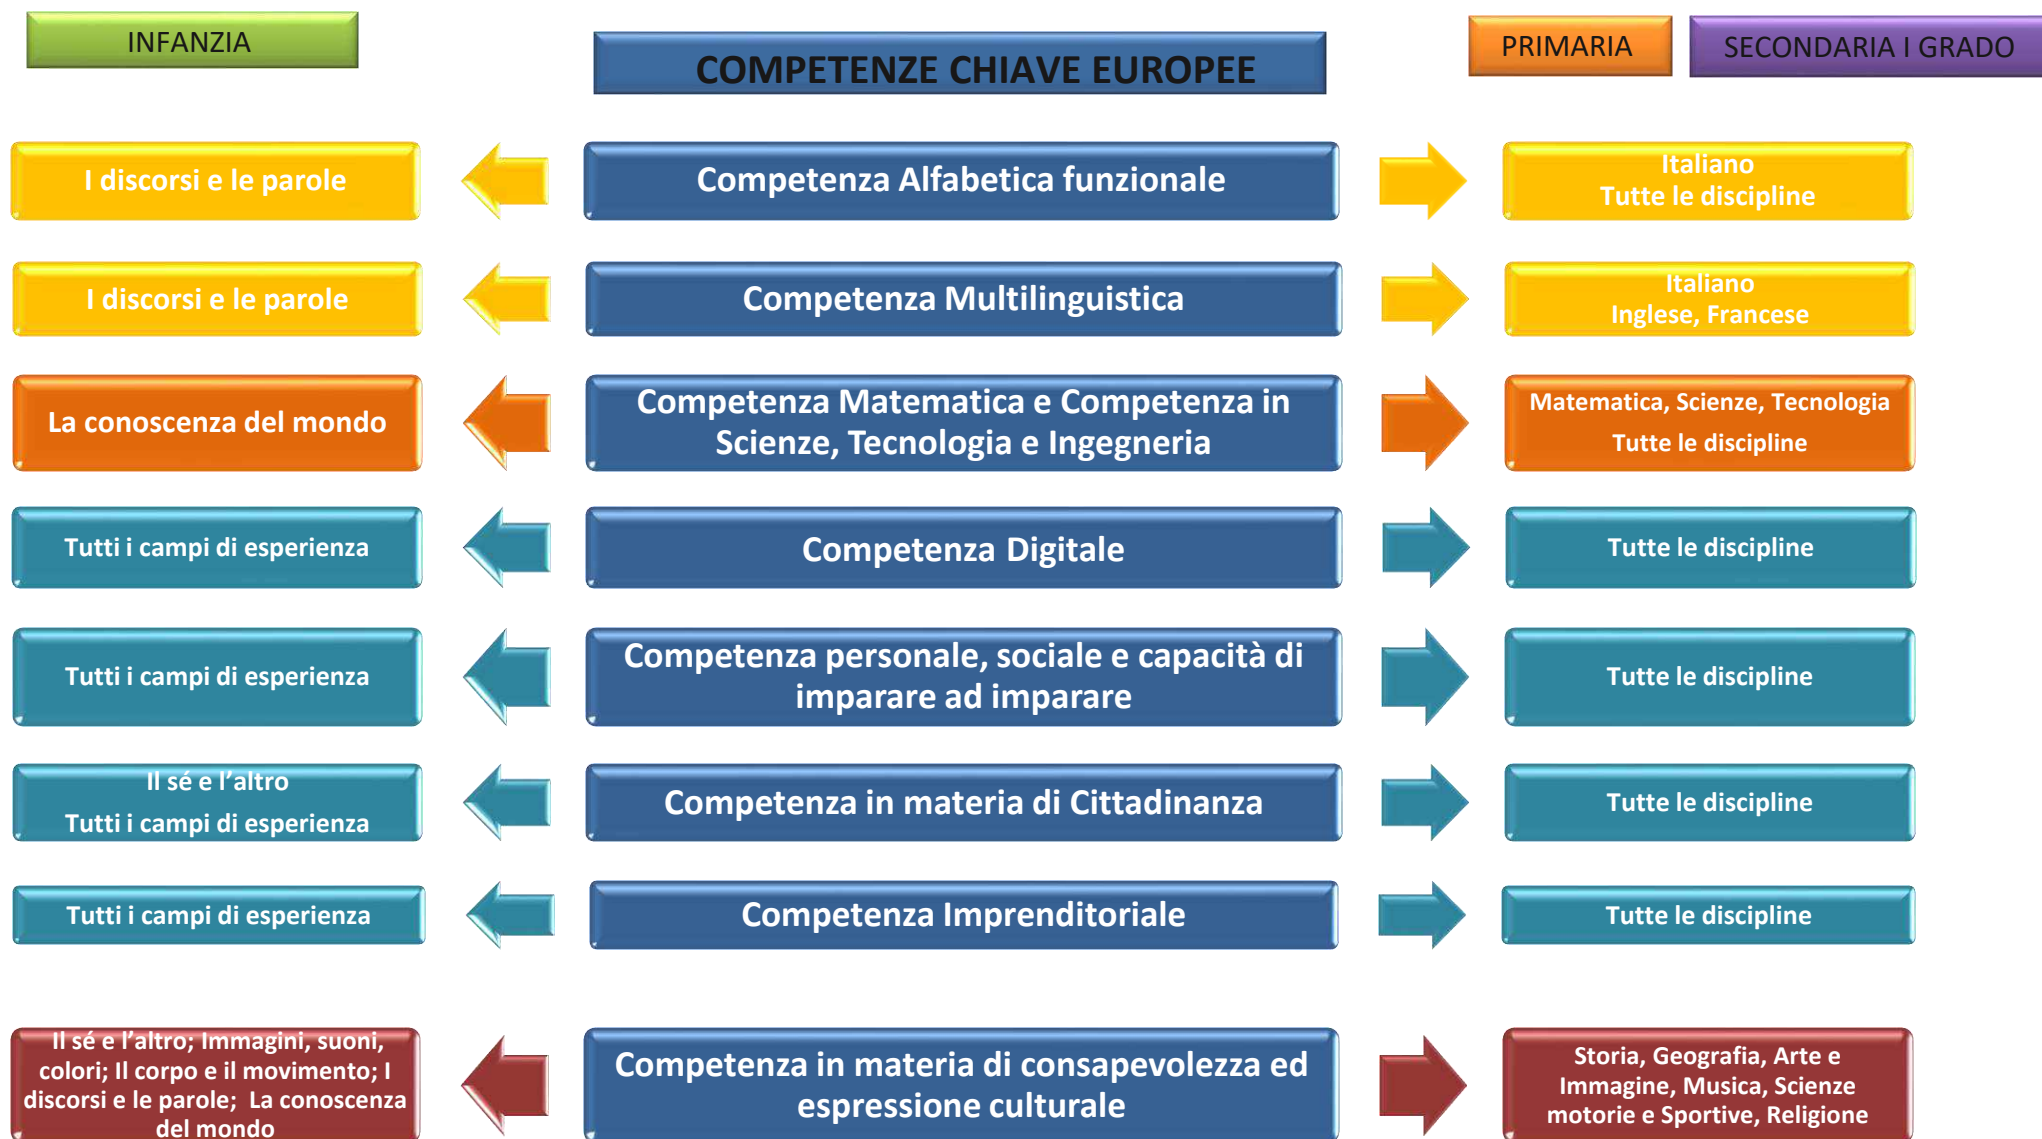 INFANZIA
COMPETENZE CHIAVE EUROPEE
PRIMARIA
SECONDARIA I GRADO
I discorsi e le parole
Competenza Alfabetica funzionale
Italiano
Tutte le discipline
I discorsi e le parole
Competenza Multilinguistica
Italiano
Inglese, Francese
La conoscenza del mondo
Competenza Matematica e Competenza in
Scienze, Tecnologia e Ingegneria
Matematica, Scienze, Tecnologia
Tutte le discipline
Tutti i campi di esperienza
Competenza Digitale
Tutte le discipline
Tutti i campi di esperienza
Competenza personale, sociale e capacità di
imparare ad imparare
Tutte le discipline
Il sé e l’altro
Tutti i campi di esperienza
Competenza in materia di Cittadinanza
Tutte le discipline
Tutti i campi di esperienza
Competenza Imprenditoriale
Tutte le discipline
Il sé e l’altro; Immagini, suoni,
colori; Il corpo e il movimento; I
discorsi e le parole; La conoscenza
del mondo
Competenza in materia di consapevolezza ed
espressione culturale
Storia, Geografia, Arte e
Immagine, Musica, Scienze
motorie e Sportive, Religione